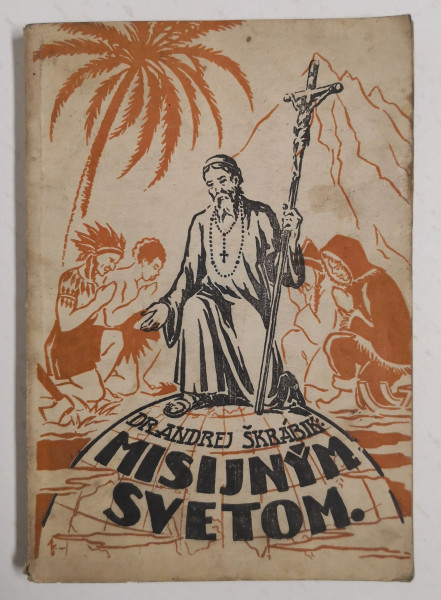 DR. ANDREJ ŠKRÁBIK:
MISIJNÝM
SVETOM.